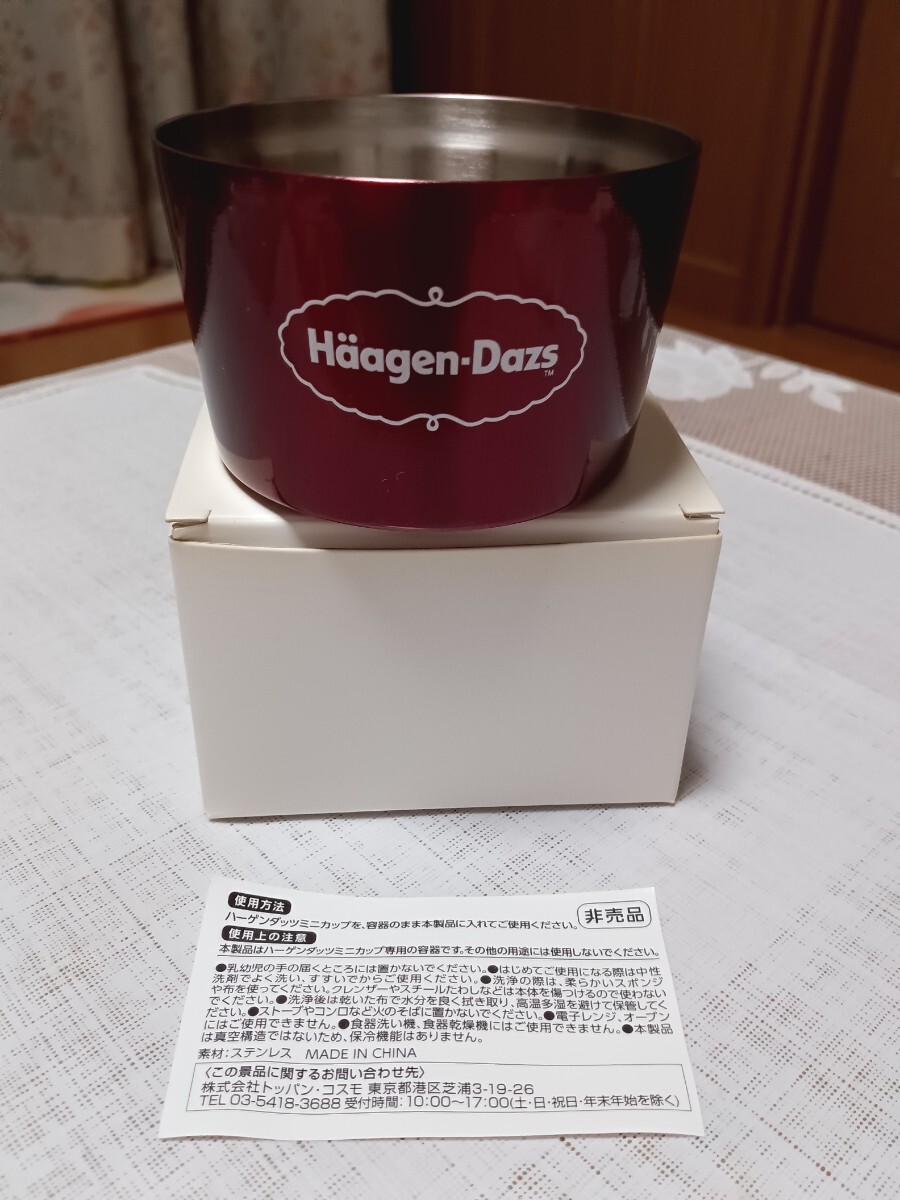 Häagen-Dazs
TM
使用方法
ハーゲンダッツミニカップを、容器のまま本製品に入れてご使用ください。
非売品
使用上の注意
本製品はハーゲンダッツミニカップ専用の容器です。その他の用途には使用しないでください。
●乳幼児の手の届くところには置かないでください。●はじめてご使用になる際は中性
洗剤でよく洗い、すすいでからご使用ください。●洗浄の際は、柔らかいスポンジ
や布を使ってください。クレンザーやスチールたわしなどは本体を傷つけるので使わない
でください。●洗浄後は乾いた布で水分を良く拭き取り、高温多湿を避けて保管してく
ださい。●ストーブやコンロなど火のそばに置かないでください。●電子レンジ、オーブン
にはご使用できません。●食器洗い機、食器乾燥機にはご使用できません。●本製品
は真空構造ではないため、保冷機能はありません。
素材:ステンレス MADE IN CHINA
〈この景品に関するお問い合わせ先〉
株式会社トッパン・コスモ 東京都港区芝浦3-19-26
TEL 03-5418-3688 受付時間:10:00〜17:00(土・日・祝日・年末年始を除く)